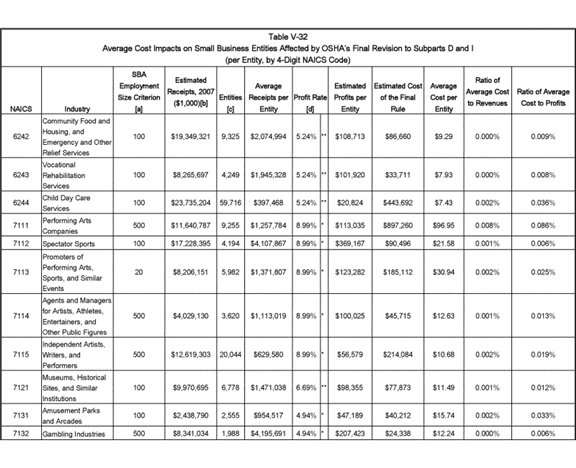 Table V-32
Average Cost Impacts on Small Business Entities Affected by OSHA's Final Revision to Subparts D and I
(per Entity, by 4-Digit NAICS Code)
NAICS Industry SBA Employment Size Criterion [a] Estimated Receipts, 2007 ($1,000)[b] Entities [c] Average Receipts per Entity Profit Rate [d] Estimated Profits per Entity Estimated Cost of the Final Rule Average Cost per Entity Ratio of Average Cost to Revenues Ratio of Average Cost to Profits
6242 Community Food and Housing, and Emergency and Other Relief Services 100 $19,349,321 9,325 $2,074,994 5.24% ** $108,713 $86,660 $9.29 0.000% 0.009%
6243 Vocational Rehabilitation Services 100 $8,265,697 4,249 $1,945,328 5.24% ** $101,920 $33,711 $7.93 0.000% 0.008%
6244 Child Day Care Services 100 $23,735,204 59,716 $397,468 5.24% ** $20,824 $443,692 $7.43 0.002% 0.036%
7111 Performing Arts Companies 500 $11,640,787 9,255 $1,257,784 8.99% * $113,035 $897,260 $96.95 0.008% 0.086%
7112 Spectator Sports 100 $17,228,395 4,194 $4,107,867 8.99% * $369,167 $90,496 $21.58 0.001% 0.006%
7113 Promoters of Performing Arts, Sports, and Similar Events 20 $8,206,151 5,982 $1,371,807 8.99% * $123,282 $185,112 $30.94 0.002% 0.025%
7114 Agents and Managers for Artists, Athletes, Entertainers, and Other Public Figures 500 $4,029,130 3,620 $1,113,019 8.99% * $100,025 $45,715 $12.63 0.001% 0.013%
7115 Independent Artists, Writers, and Performers 500 $12,619,303 20,044 $629,580 8.99% * $56,579 $214,084 $10.68 0.002% 0.019%
7121 Museums, Historical Sites, and Similar Institutions 100 $9,970,695 6,778 $1,471,038 6.69% ** $98,355 $77,873 $11.49 0.001% 0.012%
7131 Amusement Parks and Arcades 100 $2,438,790 2,555 $954,517 4.94% * $47,189 $40,212 $15.74 0.002% 0.033%
7132 Gambling Industries 500 $8,341,034 1,988 $4,195,691 4.94% * $207,423 $24,338 $12.24 0.000% 0.006%